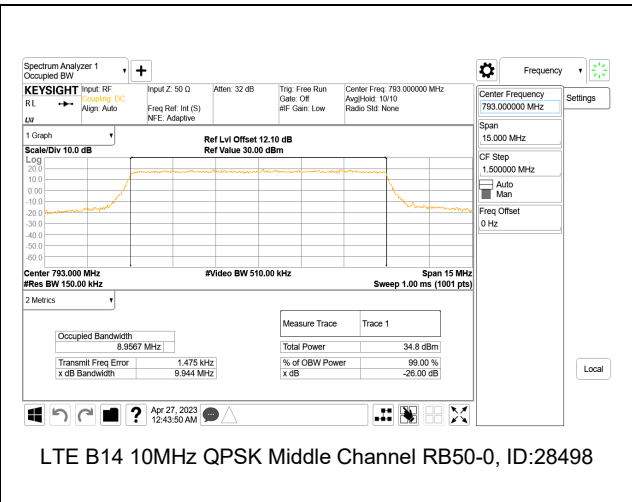 Spectrum Analyzer 1
Occupied BW
KEYSIGHT
RL
LXI
Input: RF
Coupling: DC
Align: Auto
Input Z: 50 Ω
Freq Ref: Int (S)
NFE: Adaptive
Atten: 32 dB
Trig: Free Run
Gate: Off
#IF Gain: Low
Center Freq: 793.000000 MHz
Avg|Hold: 10/10
Radio Std: None
1 Graph
Scale/Div 10.0 dB
Ref Lvl Offset 12.10 dB
Ref Value 30.00 dBm
Log
20.0
10.0
0.00
-10.0
-20.0
-30.0
-40.0
-50.0
-60.0
Center 793.000 MHz
#Res BW 150.00 kHz
#Video BW 510.00 kHz
Span 15 MHz
Sweep 1.00 ms (1001 pts)
2 Metrics
Occupied Bandwidth
8.9567 MHz
Transmit Freq Error 1.475 kHz
x dB Bandwidth 9.944 MHz
Measure Trace Trace 1
Total Power 34.8 dBm
% of OBW Power 99.00 %
x dB -26.00 dB
Frequency
Settings
Center Frequency
793.000000 MHz
Span
15.000 MHz
CF Step
1.500000 MHz
Auto
Man
Freq Offset
0 Hz
Local
?
Apr 27, 2023
12:43:50 AM
LTE B14 10MHz QPSK Middle Channel RB50-0, ID:28498